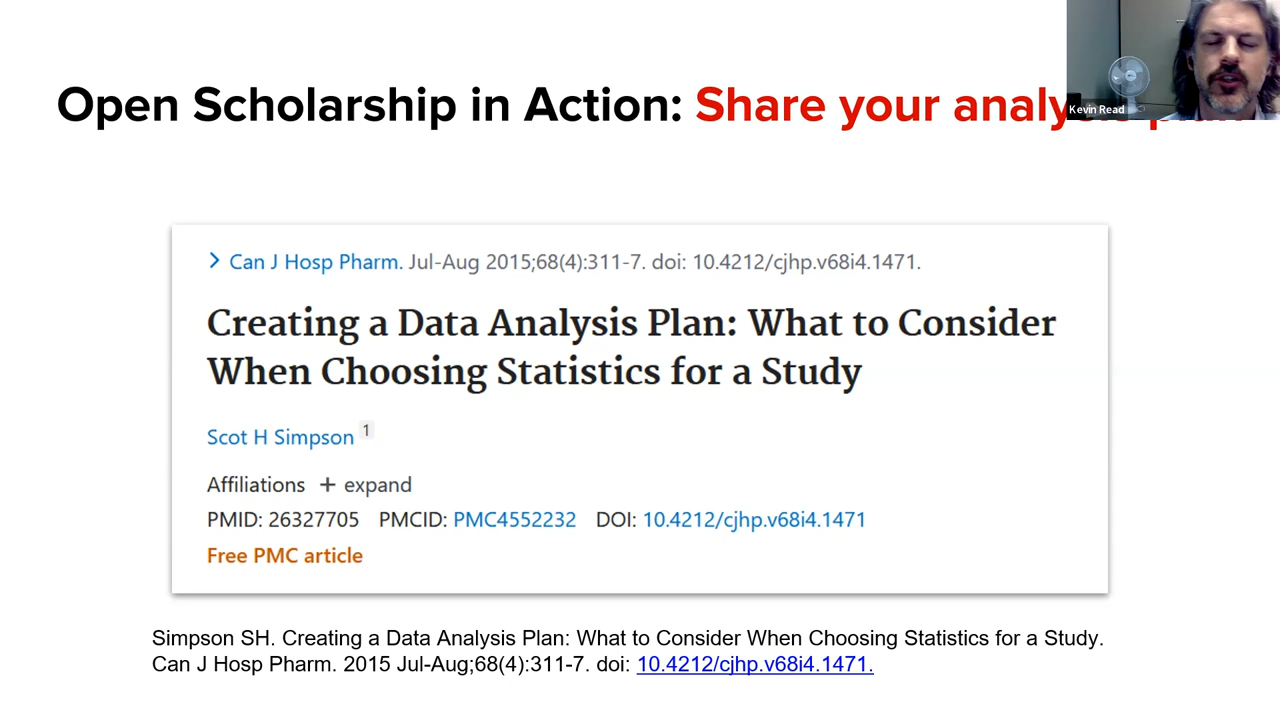 Open Scholarship in Action: Share your
Kevin Read
Can J Hosp Pharm. Jul-Aug 2015;68(4):311-7. doi: 10.4212/cjhp.v68i4.1471.
Creating a Data Analysis Plan: What to Consider
When Choosing Statistics for a Study
Scot H Simpson 1
Affiliations + expand
PMID: 26327705 PMCID: PMC4552232 DOI: 10.4212/cjhp.v68i4.1471
Free PMC article
Simpson SH. Creating a Data Analysis Plan: What to Consider When Choosing Statistics for a Study.
Can J Hosp Pharm. 2015 Jul-Aug;68(4):311-7. doi: 10.4212/cjhp.v68i4.1471.